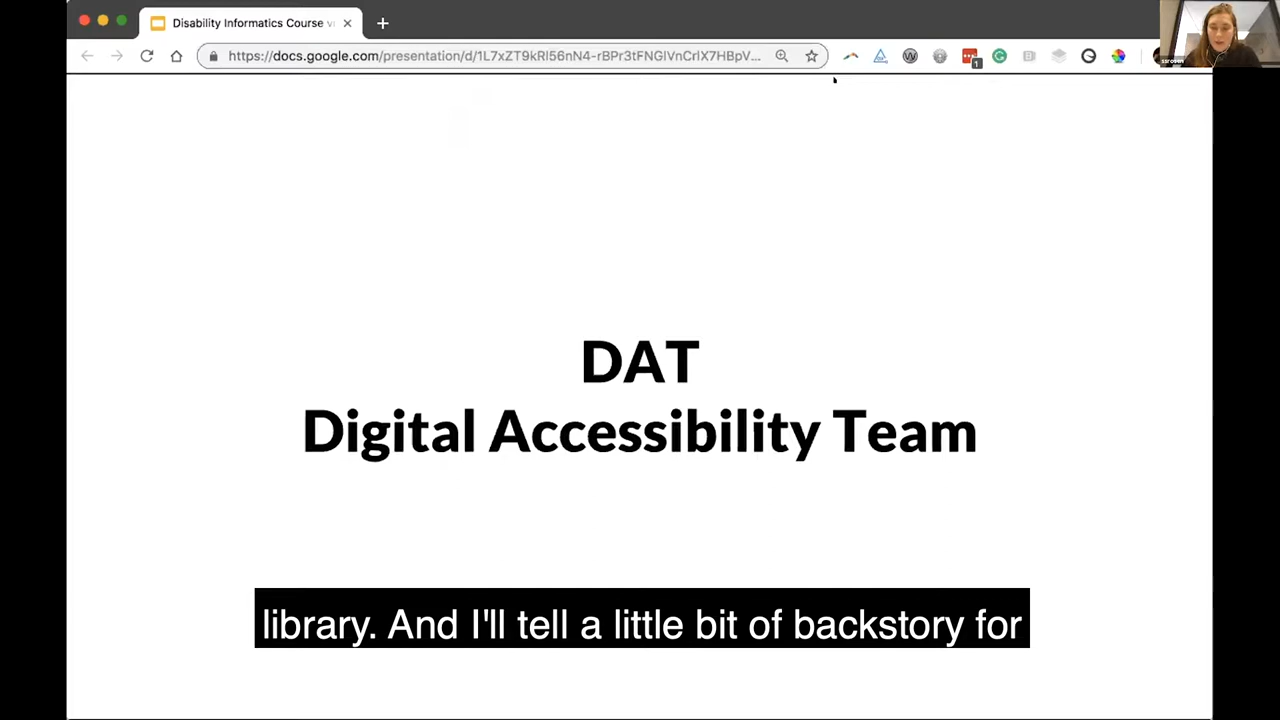 Disability Informatics Course v
https://docs.google.com/presentation/d/1L7xZT9kRl56nN4-rBPr3tFNGlVnCrlX7HBpV...
1
DAT
Digital Accessibility Team
library. And I'll tell a little bit of backstory for